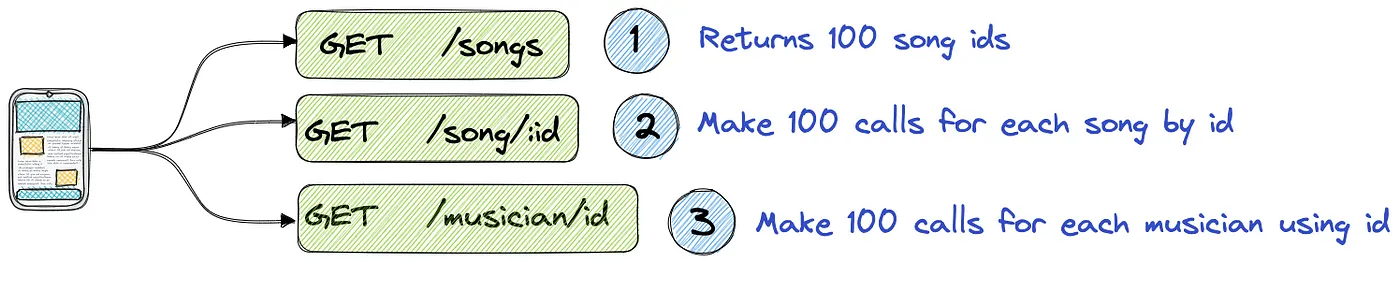 GET /songs 1 Returns 100 song ids
GET /song/:id 2 Make 100 calls for each song by id
GET /musician/id 3 Make 100 calls for each musician using id